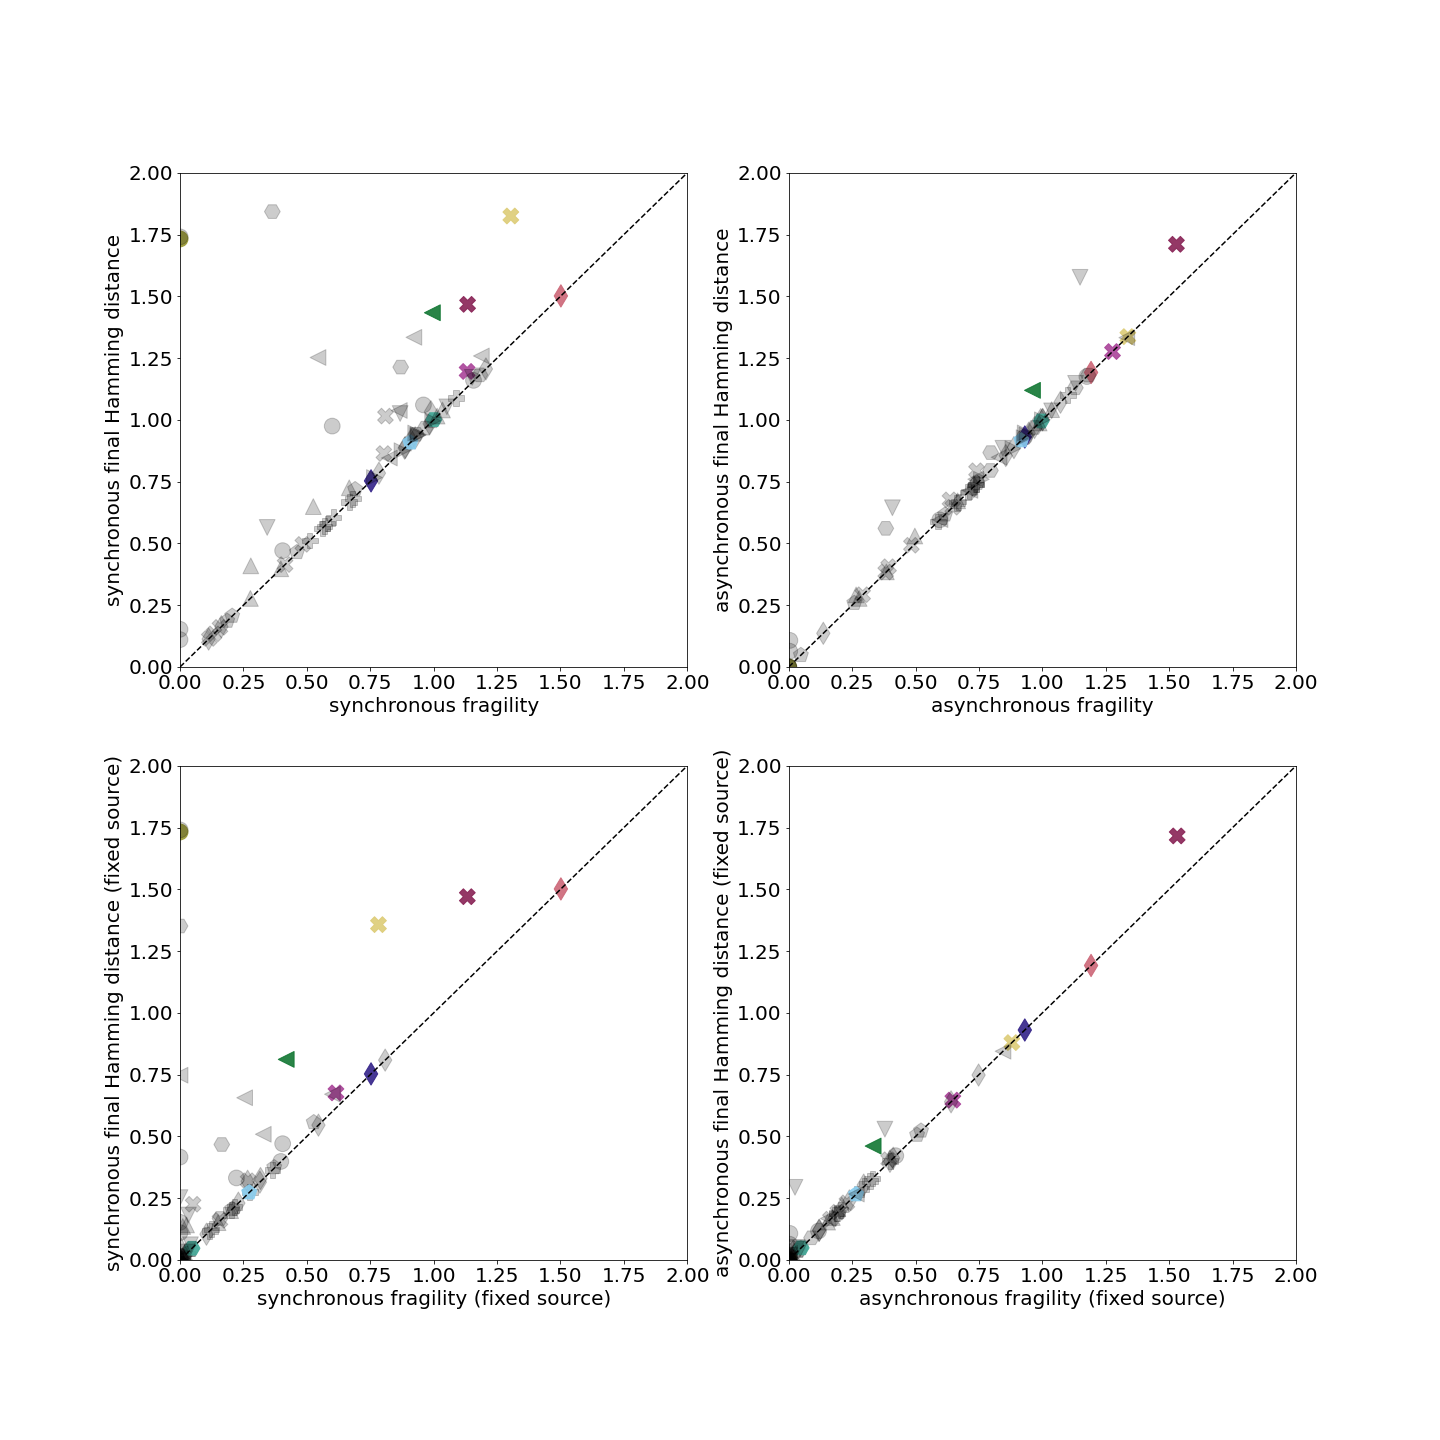 2.00 2.00
1.75 1.75
1.50 1.50
1.25 1.25
1.00 1.00
0.75 0.75
0.50 0.50
0.25 0.25
0.00 0.00
synchronous final Hamming distance
asynchronous final Hamming distance
0.00 0.25 0.50 0.75 1.00 1.25 1.50 1.75 2.00
0.00 0.25 0.50 0.75 1.00 1.25 1.50 1.75 2.00
synchronous fragility
asynchronous fragility
2.00 2.00
1.75 1.75
1.50 1.50
1.25 1.25
1.00 1.00
0.75 0.75
0.50 0.50
0.25 0.25
0.00 0.00
synchronous final Hamming distance (fixed source)
asynchronous final Hamming distance (fixed source)
0.00 0.25 0.50 0.75 1.00 1.25 1.50 1.75 2.00
0.00 0.25 0.50 0.75 1.00 1.25 1.50 1.75 2.00
synchronous fragility (fixed source)
asynchronous fragility (fixed source)